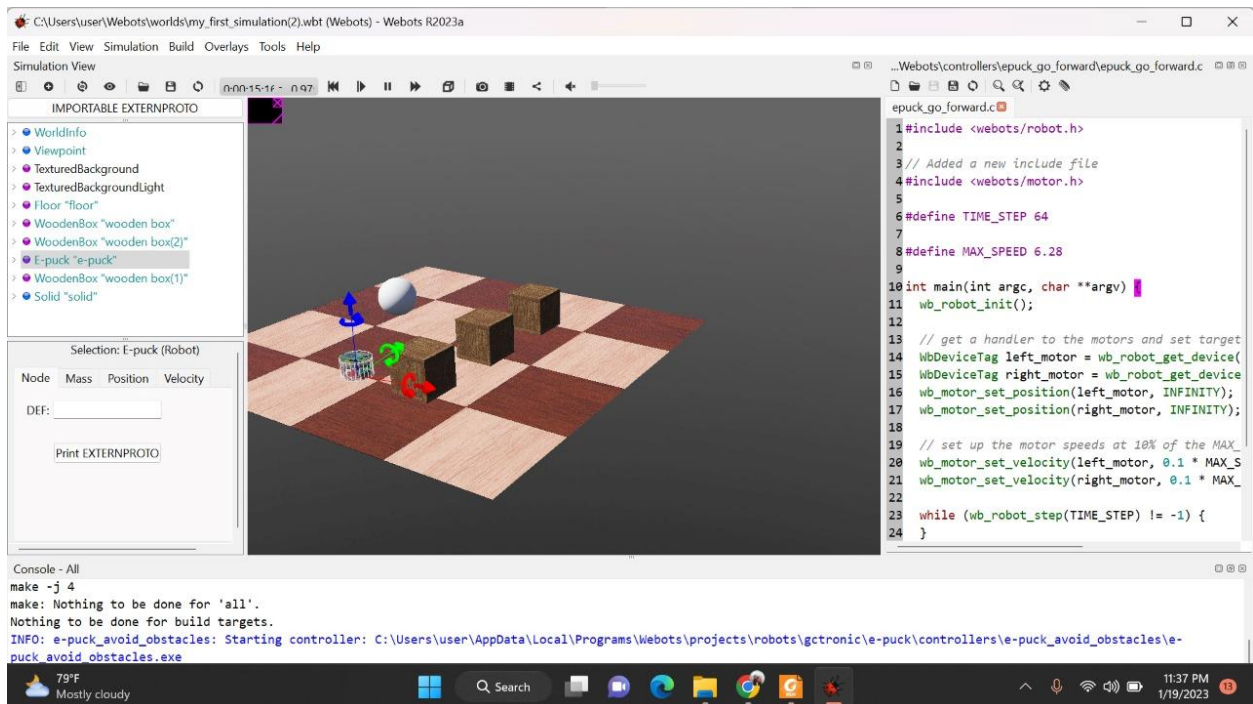 C:\Users\user\Webots\worlds\my_first_simulation(2).wbt (Webots) - Webots R2023a
File Edit View Simulation Build Overlays Tools Help
Simulation View
...Webots\controllers\epuck_go_forward\epuck_go_forward.c
0:00:15:1
0.97
IMPORTABLE EXTERNPROTO
WorldInfo
Viewpoint
TexturedBackground
TexturedBackgroundLight
Floor "floor"
WoodenBox "wooden box"
WoodenBox "wooden box(2)"
E-puck "e-puck"
WoodenBox "wooden box(1)"
Solid "solid"
Selection: E-puck (Robot)
Node Mass Position Velocity
DEF:
Print EXTERNPROTO
epuck_go_forward.c
1 #include <webots/robot.h>
2
3 // Added a new include file
4 #include <webots/motor.h>
5
6 #define TIME_STEP 64
7
8 #define MAX_SPEED 6.28
9
10 int main(int argc, char **argv) {
11 wb_robot_init();
12
13 // get a handler to the motors and set target
14 WbDeviceTag left_motor = wb_robot_get_device(
15 WbDeviceTag right_motor = wb_robot_get_device
16 wb_motor_set_position(left_motor, INFINITY);
17 wb_motor_set_position(right_motor, INFINITY);
18
19 // set up the motor speeds at 10% of the MAX_
20 wb_motor_set_velocity(left_motor, 0.1 * MAX_S
21 wb_motor_set_velocity(right_motor, 0.1 * MAX_
22
23 while (wb_robot_step(TIME_STEP) != -1) {
24 }
Console - All
make -j 4
make: Nothing to be done for 'all'.
Nothing to be done for build targets.
INFO: e-puck_avoid_obstacles: Starting controller: C:\Users\user\AppData\Local\Programs\Webots\projects\robots\gctronic\e-puck\controllers\e-puck_avoid_obstacles\e-
puck_avoid_obstacles.exe
79°F
Mostly cloudy
Search
11:37 PM
1/19/2023
13